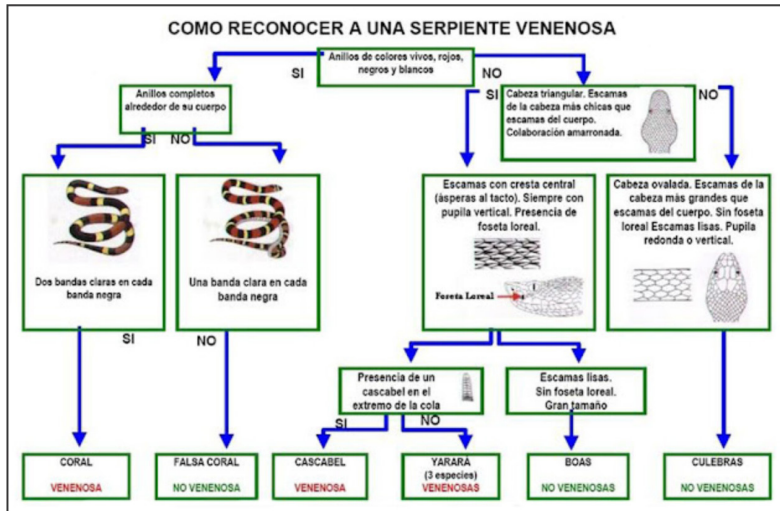 COMO RECONOCER A UNA SERPIENTE VENENOSA
Anillos de colores vivos, rojos,
negros y blancos
SI
NO
Anillos completos
alrededor de su cuerpo
SI
NO
Cabeza triangular. Escamas
de la cabeza más chicas que
escamas del cuerpo.
Colaboración amarronada.
SI
NO
Dos bandas claras en cada
banda negra
Una banda clara en cada
banda negra
Escamas con cresta central
(ásperas al tacto). Siempre con
pupila vertical. Presencia de
foseta loreal.
Foseta Loreal
Cabeza ovalada. Escamas de la
cabeza más grandes que
escamas del cuerpo. Sin foseta
loreal Escamas lisas. Pupila
redonda o vertical.
SI
NO
Presencia de un
cascabel en el
extremo de la cola
Escamas lisas.
Sin foseta loreal.
Gran tamaño
SI
NO
CORAL
VENENOSA
FALSA CORAL
NO VENENOSA
CASCABEL
VENENOSA
YARARÁ
(3 especies)
VENENOSAS
BOAS
NO VENENOSAS
CULEBRAS
NO VENENOSAS